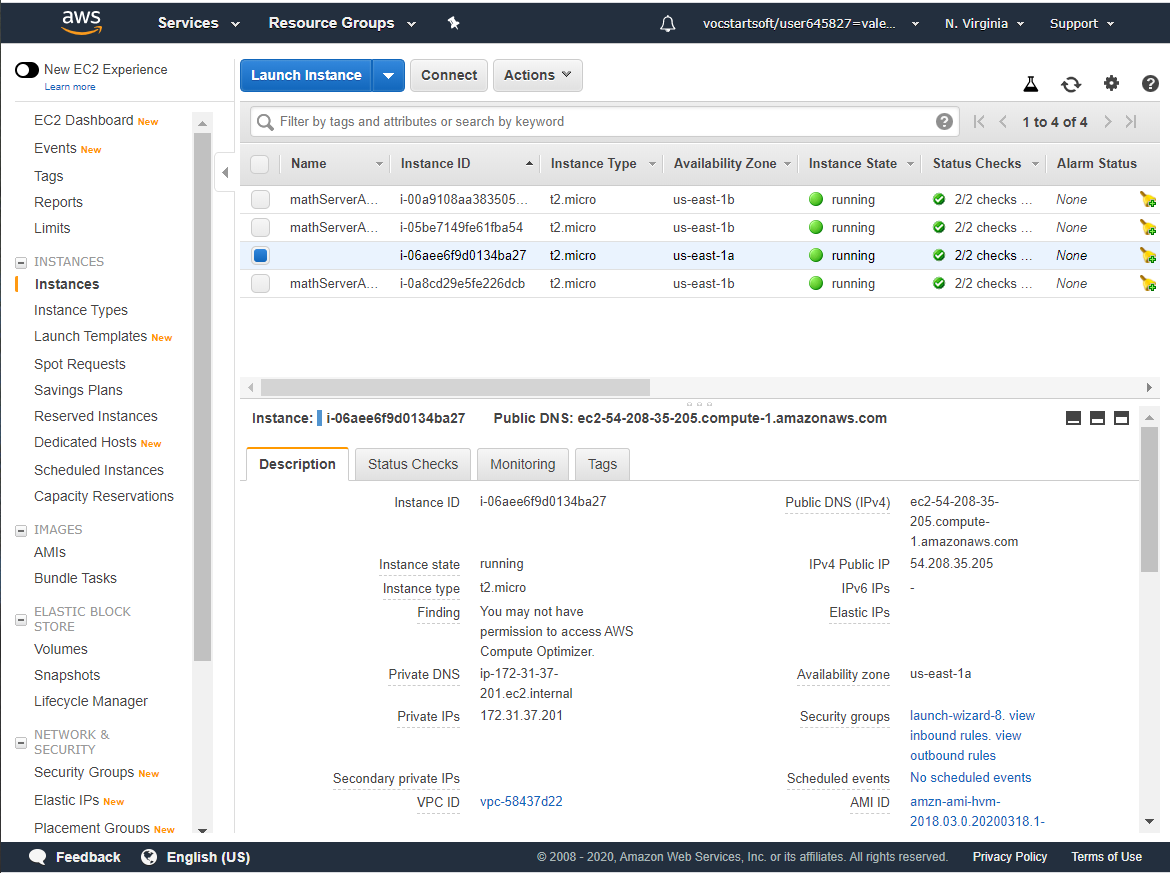 aws Services Resource Groups vocstartsoft/user645827=vale... N. Virginia Support
New EC2 Experience
Learn more
EC2 Dashboard New
Events New
Tags
Reports
Limits
INSTANCES
Instances
Instance Types
Launch Templates New
Spot Requests
Savings Plans
Reserved Instances
Dedicated Hosts New
Scheduled Instances
Capacity Reservations
IMAGES
AMIs
Bundle Tasks
ELASTIC BLOCK
STORE
Volumes
Snapshots
Lifecycle Manager
NETWORK &
SECURITY
Security Groups New
Elastic IPs New
Placement Groups New
Launch Instance Connect Actions
Filter by tags and attributes or search by keyword 1 to 4 of 4
Name Instance ID Instance Type Availability Zone Instance State Status Checks Alarm Status
mathServerA... i-00a9108aa383505... t2.micro us-east-1b running 2/2 checks ... None
mathServerA... i-05be7149fe61fba54 t2.micro us-east-1b running 2/2 checks ... None
i-06aee6f9d0134ba27 t2.micro us-east-1a running 2/2 checks ... None
mathServerA... i-0a8cd29e5fe226dcb t2.micro us-east-1b running 2/2 checks ... None
Instance: i-06aee6f9d0134ba27 Public DNS: ec2-54-208-35-205.compute-1.amazonaws.com
Description Status Checks Monitoring Tags
Instance ID i-06aee6f9d0134ba27
Instance state running
Instance type t2.micro
Finding You may not have
permission to access AWS
Compute Optimizer.
Private DNS ip-172-31-37-
201.ec2.internal
Private IPs 172.31.37.201
Secondary private IPs
VPC ID vpc-58437d22
Public DNS (IPv4) ec2-54-208-35-
205.compute-
1.amazonaws.com
IPv4 Public IP 54.208.35.205
IPv6 IPs -
Elastic IPs
Availability zone us-east-1a
Security groups launch-wizard-8. view
inbound rules. view
outbound rules
Scheduled events No scheduled events
AMI ID amzn-ami-hvm-
2018.03.0.20200318.1-
Feedback English (US) © 2008 - 2020, Amazon Web Services, Inc. or its affiliates. All rights reserved. Privacy Policy Terms of Use